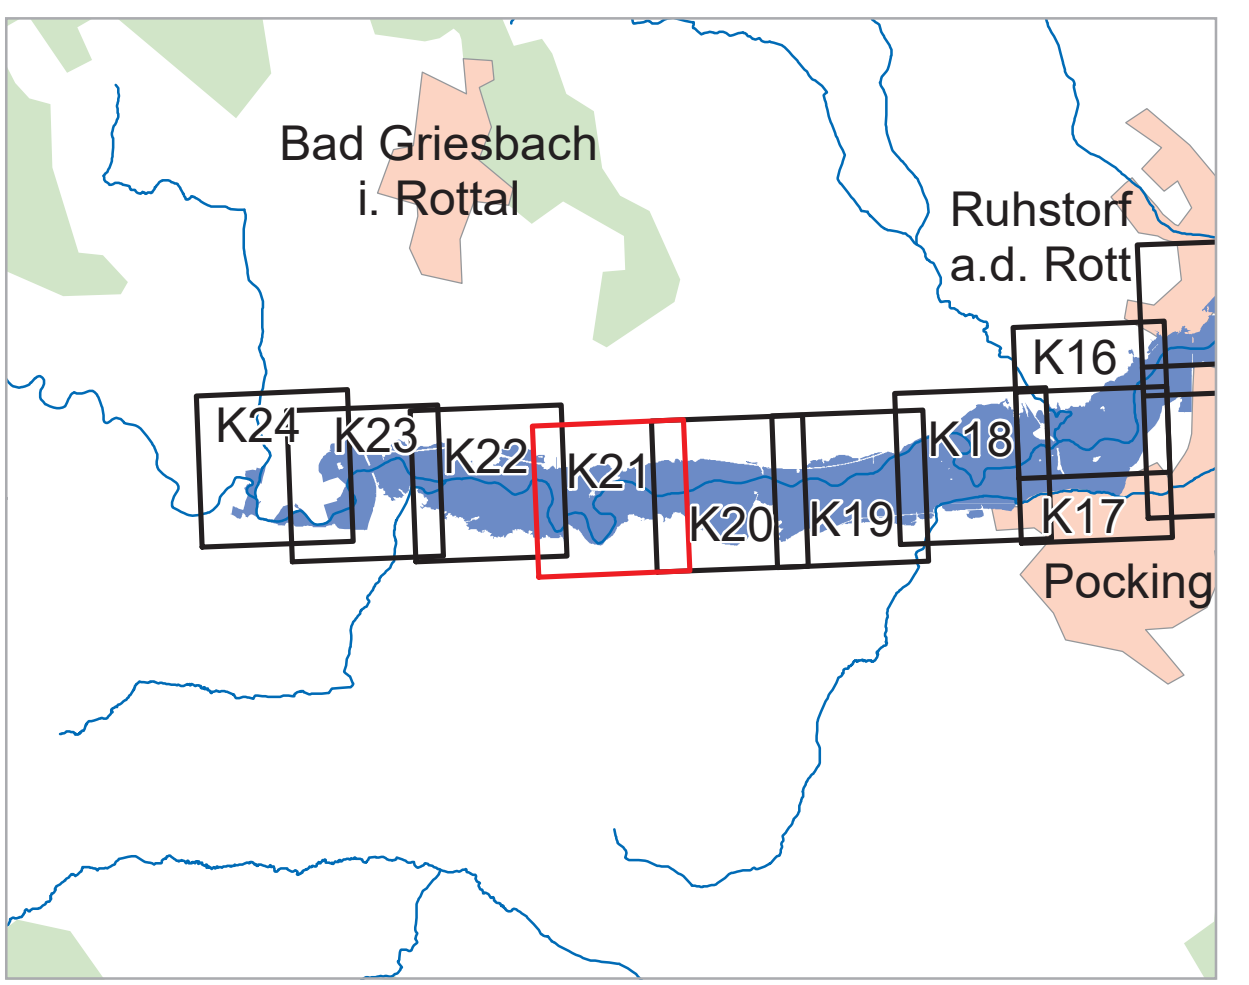 Bad Griesbach
i. Rottal
Ruhstorf
a.d. Rott
K16
K24
K23
K22
K21
K20
K19
K18
K17
Pocking